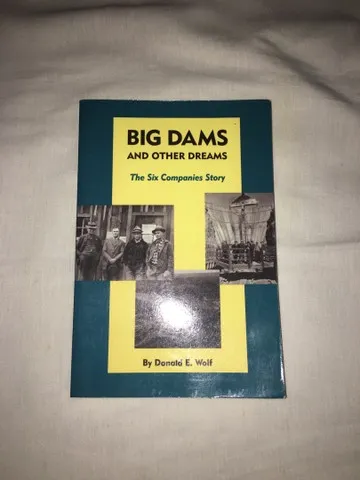 BIG DAMS
AND OTHER DREAMS
The Six Companies Story
By Donald E. Wolf